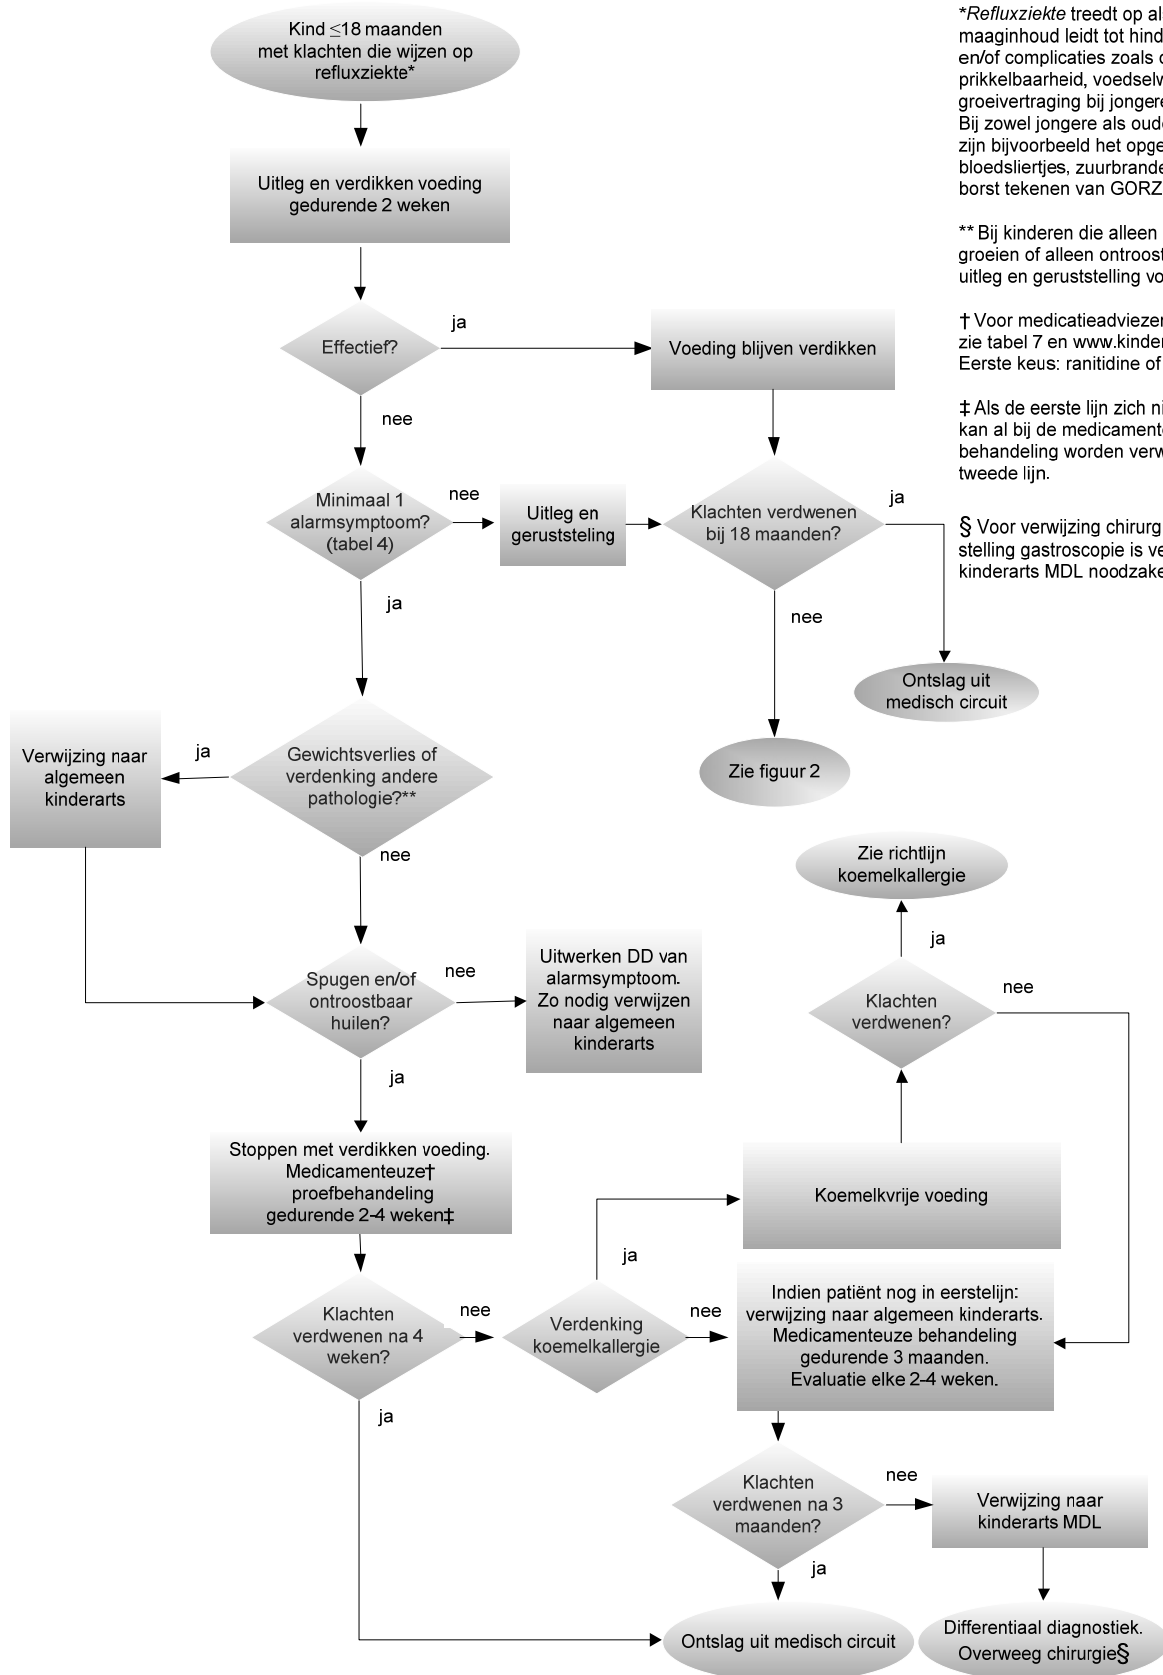 Kind ≤18 maanden
met klachten die wijzen op
refluxziekte*
Uitleg en verdikken voeding
gedurende 2 weken
Effectief?
ja
Voeding blijven verdikken
nee
Minimaal 1
alarmsymptoom?
(tabel 4)
nee
Uitleg en
geruststeling
Klachten verdwenen
bij 18 maanden?
ja
ja
nee
Ontslag uit
medisch circuit
Zie figuur 2
Gewichtsverlies of
verdenking andere
pathologie?**
ja
Verwijzing naar
algemeen
kinderarts
nee
Spugen en/of
ontroostbaar
huilen?
nee
Uitwerken DD van
alarmsymptoom.
Zo nodig verwijzen
naar algemeen
kinderarts
ja
Stoppen met verdikken voeding.
Medicamenteuze†
proefbehandeling
gedurende 2-4 weken‡
Klachten
verdwenen na 4
weken?
nee
Verdenking
koemelkallergie
ja
Koemelkvrije voeding
Klachten
verdwenen?
ja
Zie richtlijn
koemelkallergie
nee
nee
Indien patiënt nog in eerstelijn:
verwijzing naar algemeen kinderarts.
Medicamenteuze behandeling
gedurende 3 maanden.
Evaluatie elke 2-4 weken.
ja
Klachten
verdwenen na 3
maanden?
nee
Verwijzing naar
kinderarts MDL
ja
Ontslag uit medisch circuit
Differentiaal diagnostiek.
Overweeg chirurgie§
*Refluxziekte treedt op al
maaginhoud leidt tot hind
en/of complicaties zoals
prikkelbaarheid, voedselw
groeivertraging bij jongere
Bij zowel jongere als oud
zijn bijvoorbeeld het opge
bloedsliertjes, zuurbrande
borst tekenen van GORZ
** Bij kinderen die alleen
groeien of alleen ontroost
uitleg en geruststelling vo
† Voor medicatieadviezen
zie tabel 7 en www.kinder
Eerste keus: ranitidine of
‡ Als de eerste lijn zich ni
kan al bij de medicament
behandeling worden verw
tweede lijn.
§ Voor verwijzing chirurg
stelling gastroscopie is ve
kinderarts MDL noodzake